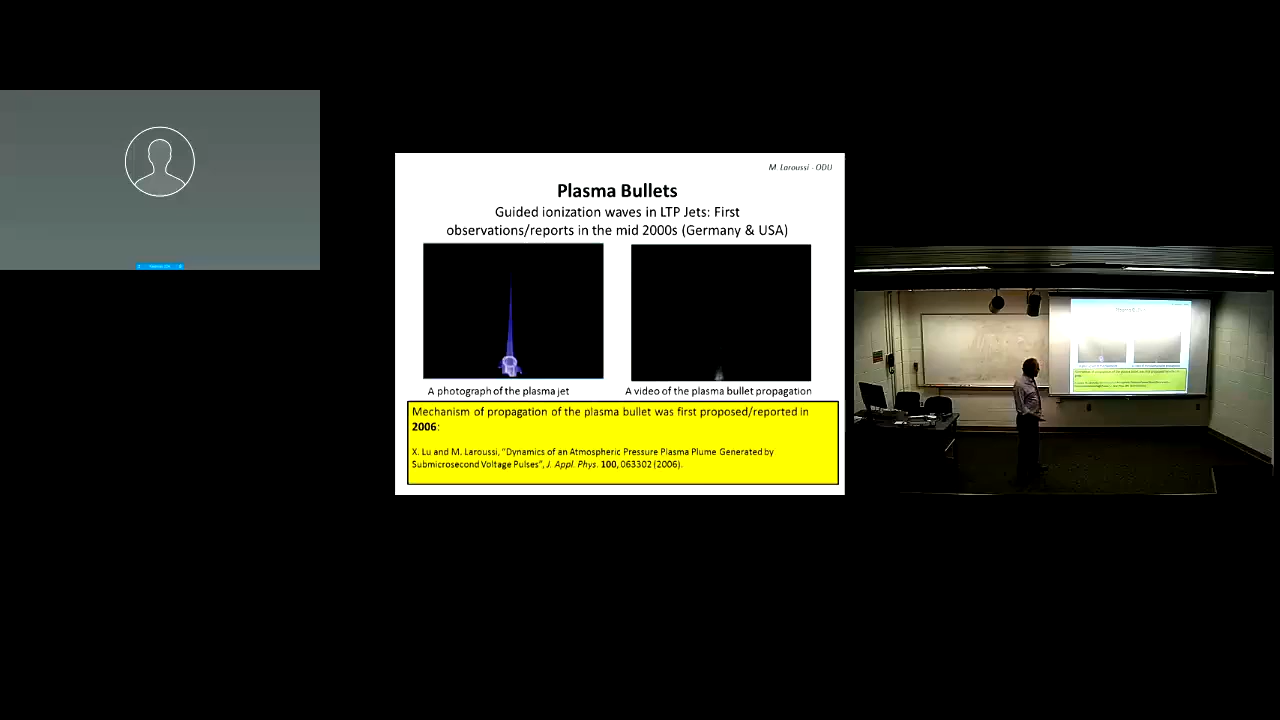 M. Laroussi - ODU
Plasma Bullets
Guided ionization waves in LTP Jets: First
observations/reports in the mid 2000s (Germany & USA)
A photograph of the plasma jet
A video of the plasma bullet propagation
Mechanism of propagation of the plasma bullet was first proposed/reported in
2006:
X. Lu and M. Laroussi, "Dynamics of an Atmospheric Pressure Plasma Plume Generated by
Submicrosecond Voltage Pulses", J. Appl. Phys. 100, 063302 (2006).